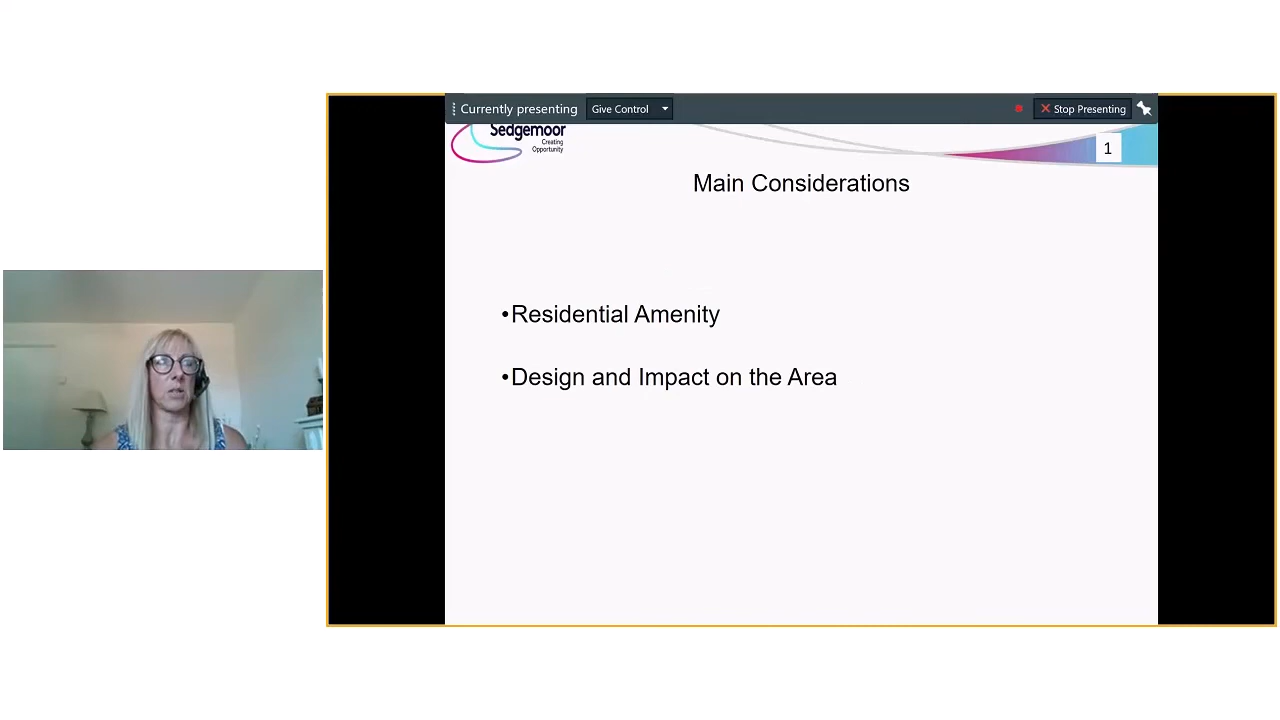 Currently presenting
Give Control
Stop Presenting
Sedgemoor
Creating
Opportunity
1
Main Considerations
•Residential Amenity
•Design and Impact on the Area